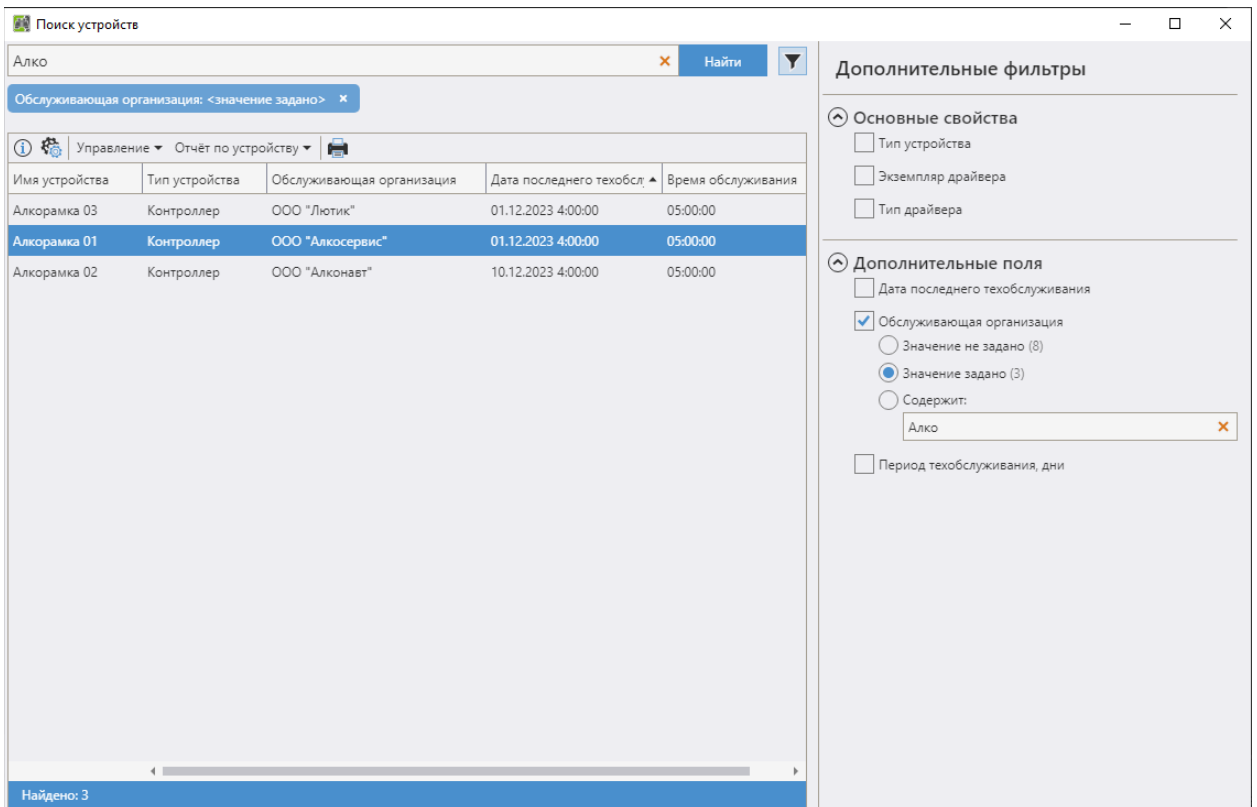 Поиск устройств
Алко
Найти
Обслуживающая организация: <значение задано>
Управление Отчёт по устройству
Имя устройства Тип устройства Обслуживающая организация Дата последнего техобсл Время обслуживания
Алкорамка 03 Контроллер ООО "Лютик" 01.12.2023 4:00:00 05:00:00
Алкорамка 01 Контроллер ООО "Алкосервис" 01.12.2023 4:00:00 05:00:00
Алкорамка 02 Контроллер ООО "Алконавт" 10.12.2023 4:00:00 05:00:00
Найдено: 3
Дополнительные фильтры
Основные свойства
Тип устройства
Экземпляр драйвера
Тип драйвера
Дополнительные поля
Дата последнего техобслуживания
Обслуживающая организация
Значение не задано (8)
Значение задано (3)
Содержит:
Алко
Период техобслуживания, дни